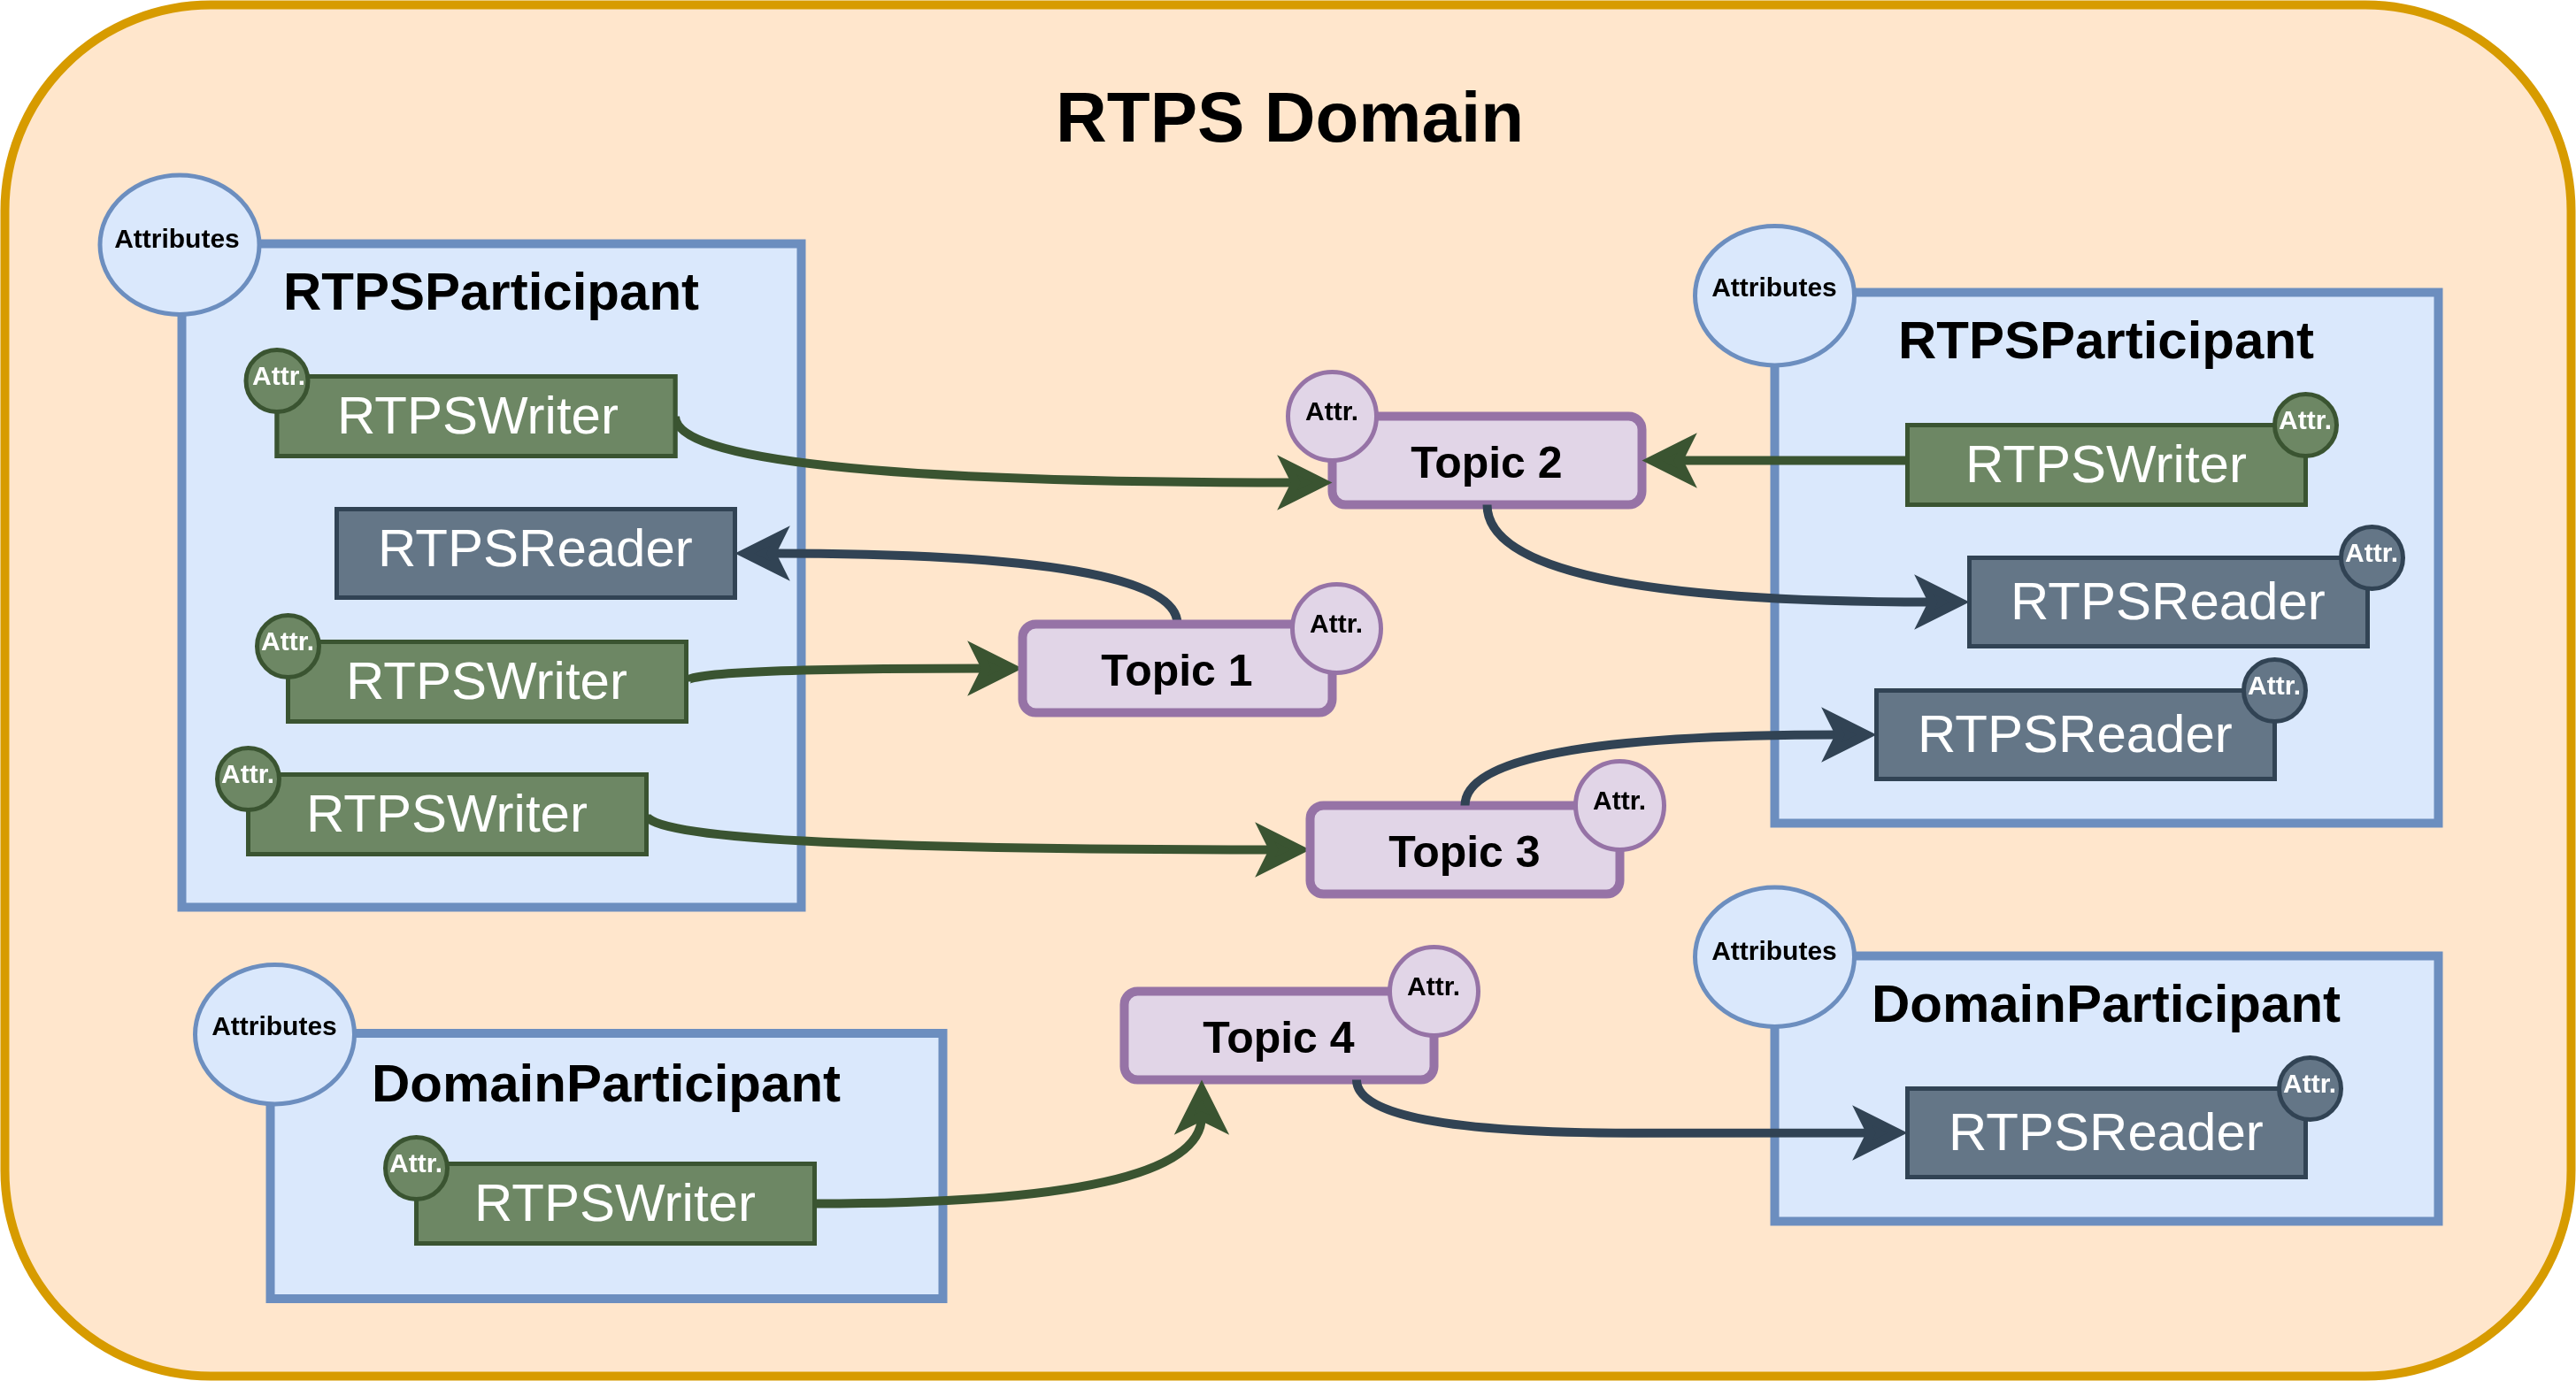 RTPS Domain
Attributes
RTPSParticipant
Attr.
RTPSWriter
RTPSReader
Attr.
RTPSWriter
Attr.
RTPSWriter
Attr.
Topic 2
Attr.
Topic 1
Attr.
Topic 3
Attributes
RTPSParticipant
Attr.
RTPSWriter
Attr.
RTPSReader
Attr.
RTPSReader
Attributes
DomainParticipant
Attr.
RTPSWriter
Attr.
Topic 4
Attributes
DomainParticipant
Attr.
RTPSReader